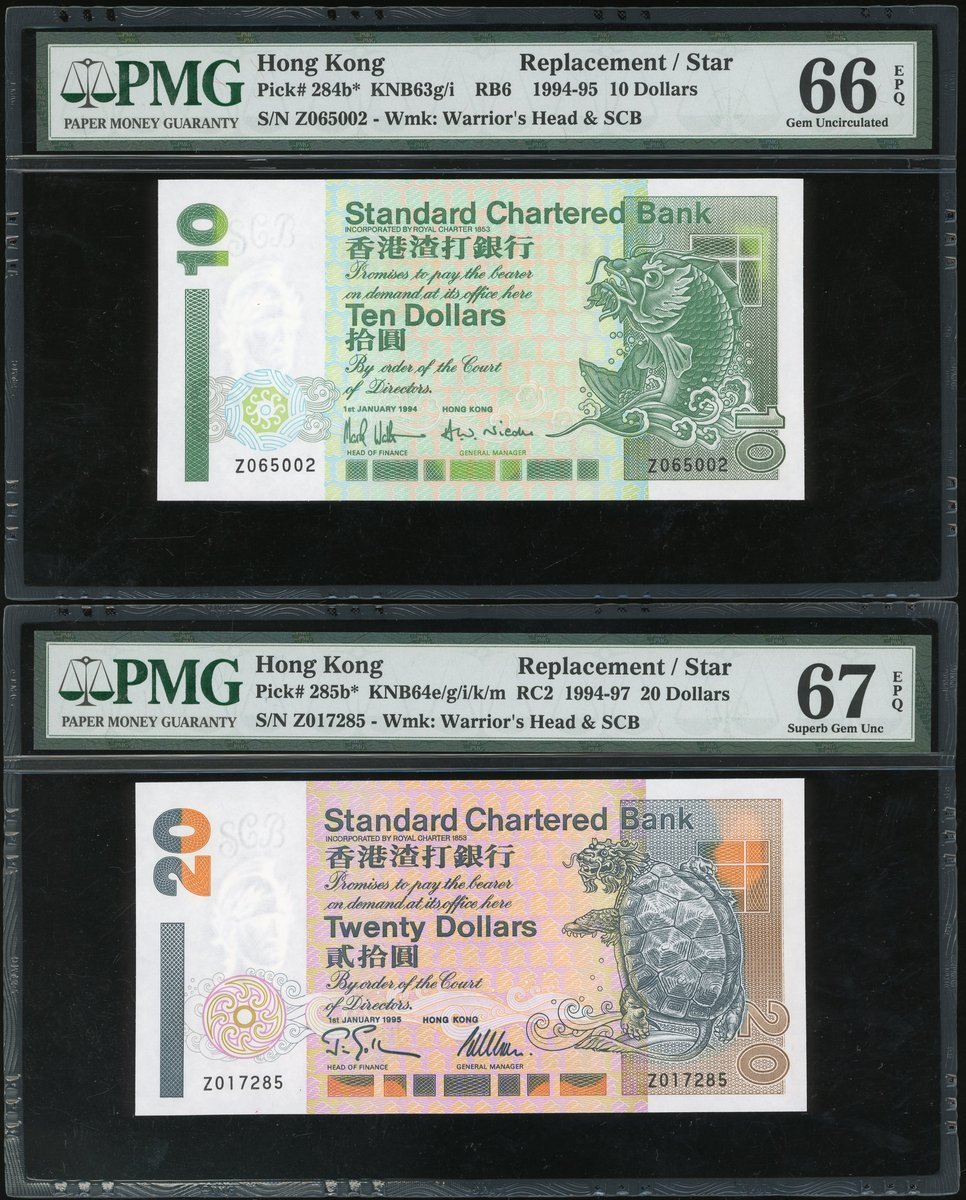 PMG
PAPER MONEY GUARANTY
Hong Kong Replacement / Star
Pick# 284b* KNB63g/i RB6 1994-95 10 Dollars
S/N Z065002 - Wmk: Warrior's Head & SCB
66 EPQ
Gem Uncirculated
10
SCB
Standard Chartered Bank
INCORPORATED BY ROYAL CHARTER 1853
香港渣打銀行
Promises to pay the bearer
on demand at its office here
Ten Dollars
拾圓
By order of the Court
of Directors.
1st JANUARY 1994 HONG KONG
HEAD OF FINANCE GENERAL MANAGER
Z065002 Z065002
10
PMG
PAPER MONEY GUARANTY
Hong Kong Replacement / Star
Pick# 285b* KNB64e/g/i/k/m RC2 1994-97 20 Dollars
S/N Z017285 - Wmk: Warrior's Head & SCB
67 EPQ
Superb Gem Unc
20
SCB
Standard Chartered Bank
INCORPORATED BY ROYAL CHARTER 1853
香港渣打銀行
Promises to pay the bearer
on demand at its office here
Twenty Dollars
貳拾圓
By order of the Court
of Directors.
1st JANUARY 1995 HONG KONG
HEAD OF FINANCE GENERAL MANAGER
Z017285 Z017285
20